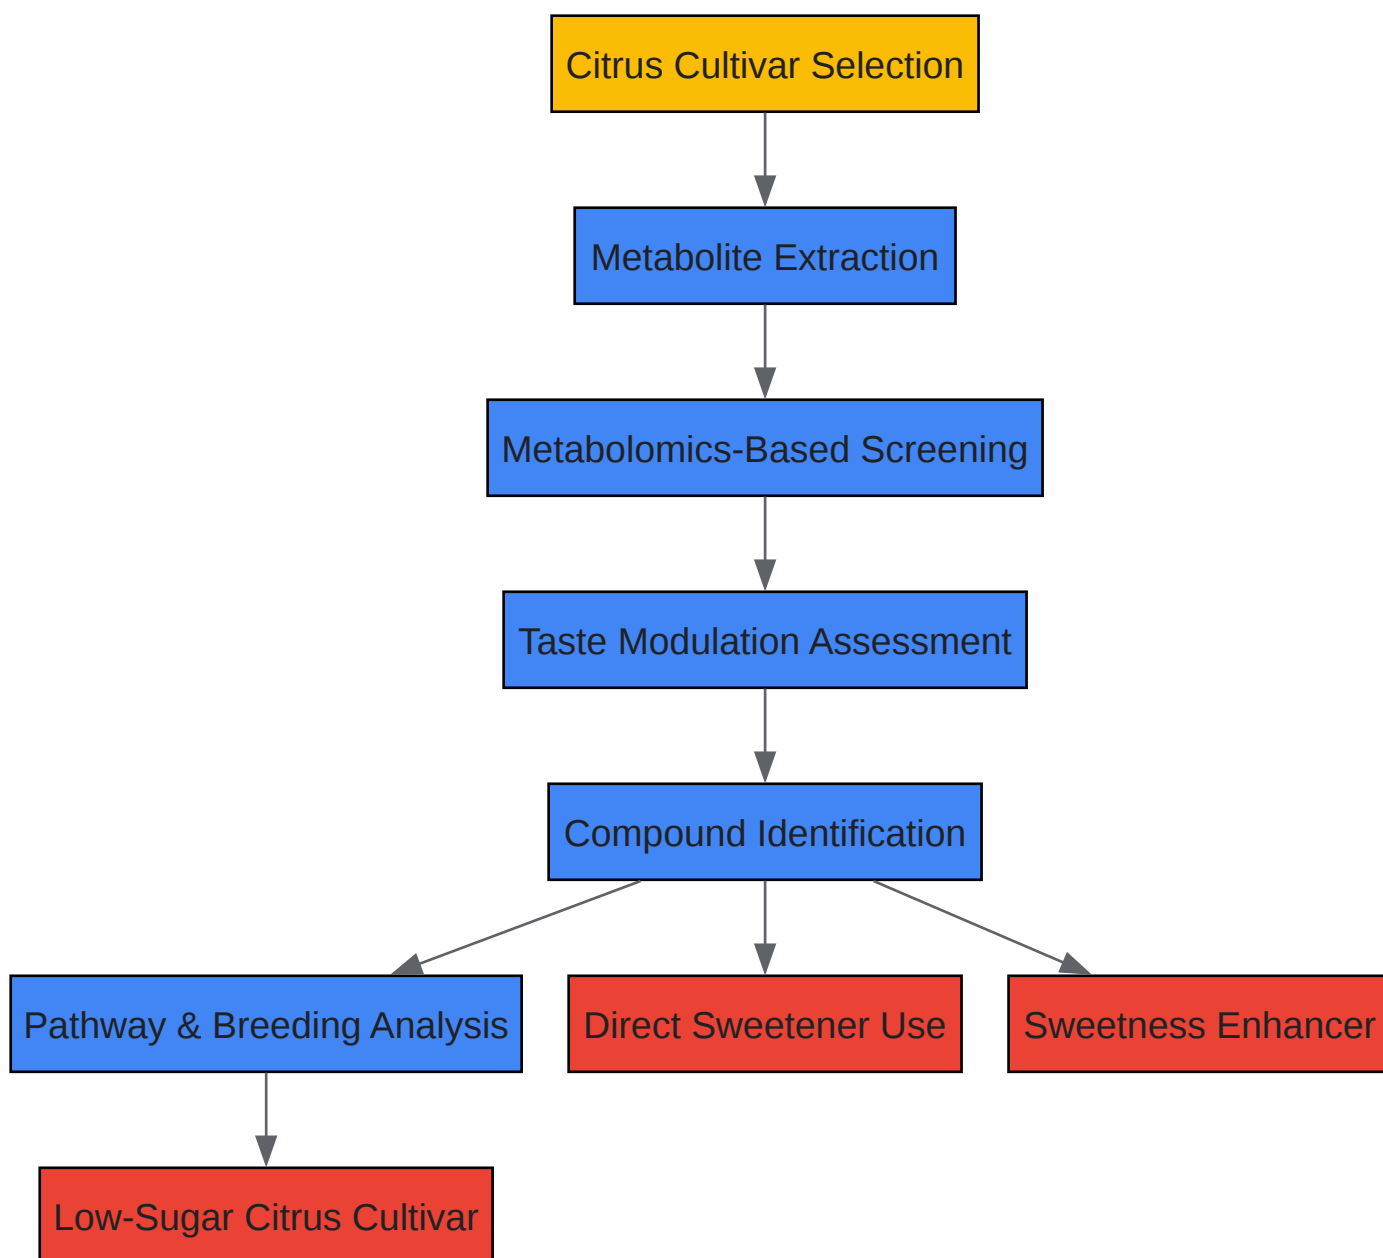 Citrus Cultivar Selection
Metabolite Extraction
Metabolomics-Based Screening
Taste Modulation Assessment
Compound Identification
Pathway & Breeding Analysis
Direct Sweetener Use
Sweetness Enhancer
Low-Sugar Citrus Cultivar